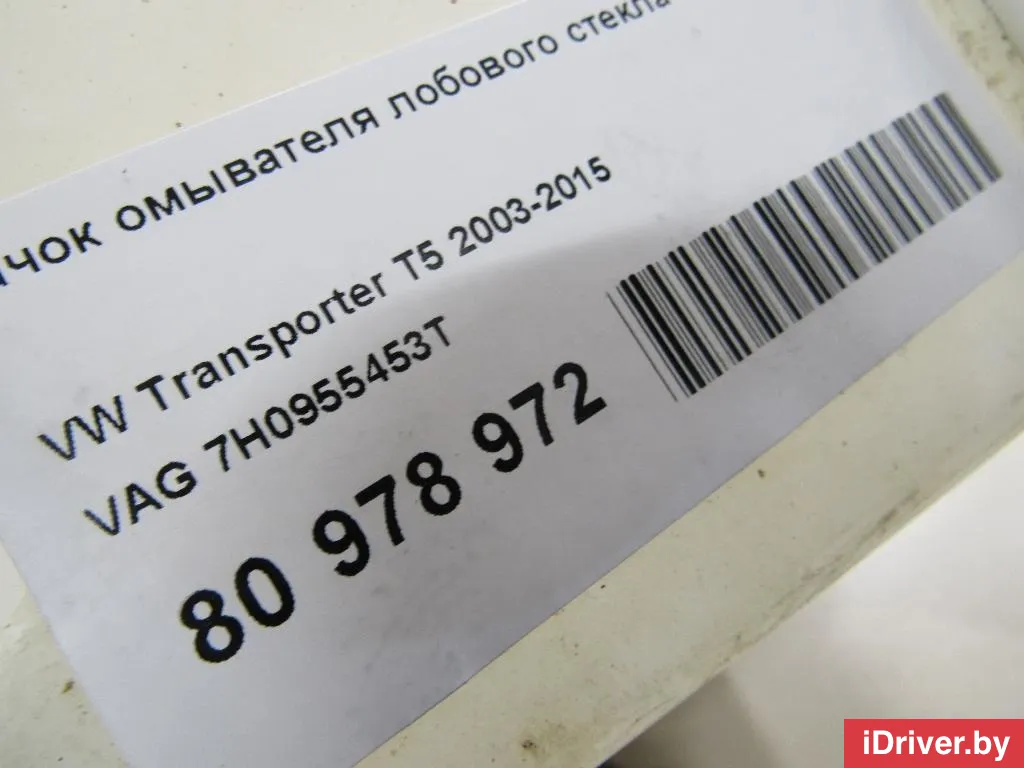 чок омывателя лобового стекла
VW Transporter T5 2003-2015
VAG 7H0955453T
80 978 972
iDriver.by